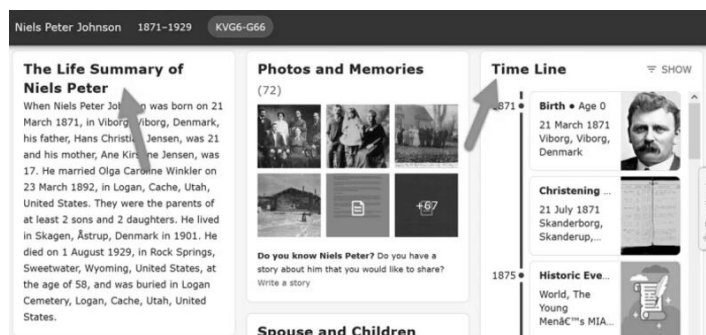 Niels Peter Johnson 1871–1929 KVG6-G66
The Life Summary of
Niels Peter
When Niels Peter Johnson was born on 21
March 1871, in Viborg, Viborg, Denmark,
his father, Hans Christian Jensen, was 21
and his mother, Ane Kirstine Jensen, was
17. He married Olga Caroline Winkler on
23 March 1892, in Logan, Cache, Utah,
United States. They were the parents of
at least 2 sons and 2 daughters. He lived
in Skagen, Åstrup, Denmark in 1901. He
died on 1 August 1929, in Rock Springs,
Sweetwater, Wyoming, United States, at
the age of 58, and was buried in Logan
Cemetery, Logan, Cache, Utah, United
States.
Photos and Memories
(72)
+67
Do you know Niels Peter? Do you have a
story about him that you would like to share?
Write a story
Spouse and Children
Time Line SHOW
1871
Birth • Age 0
21 March 1871
Viborg, Viborg,
Denmark
Christening ...
21 July 1871
Skanderborg,
Skanderup,...
1875
Historic Eve...
World, The
Young
Menâ€™s MIA...